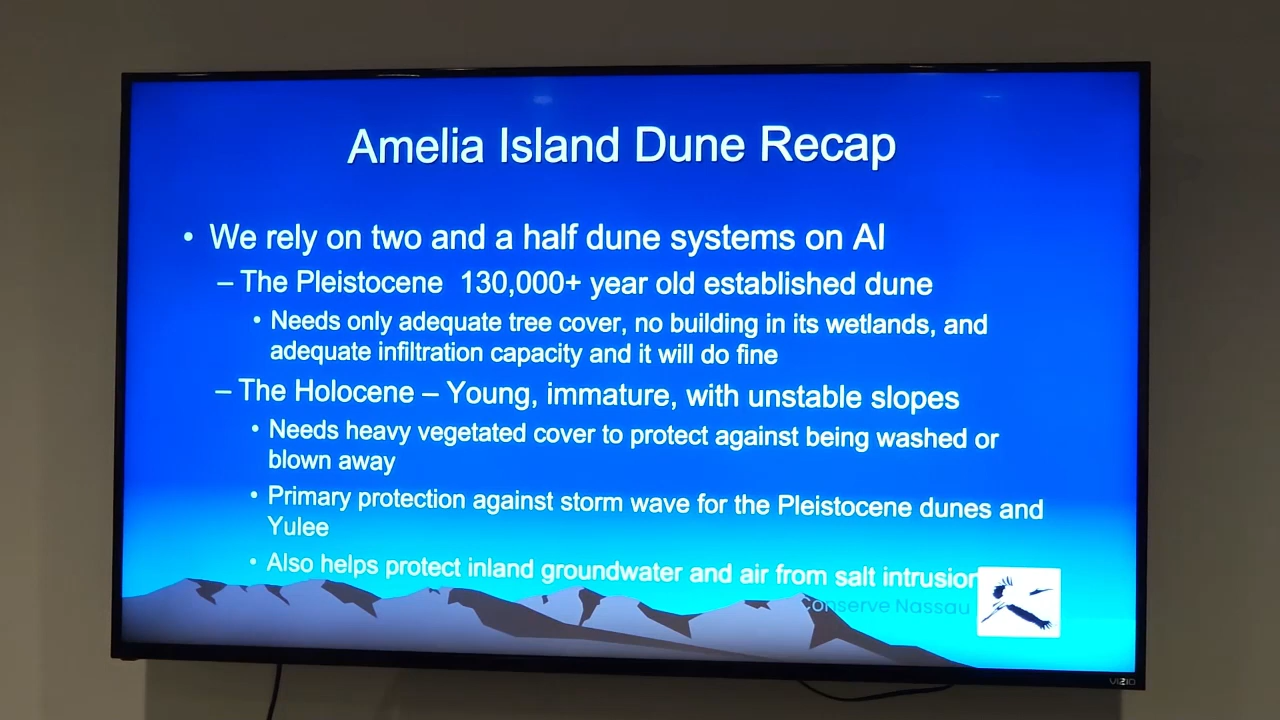 Amelia Island Dune Recap
• We rely on two and a half dune systems on AI
– The Pleistocene 130,000+ year old established dune
• Needs only adequate tree cover, no building in its wetlands, and
adequate infiltration capacity and it will do fine
– The Holocene – Young, immature, with unstable slopes
• Needs heavy vegetated cover to protect against being washed or
blown away
• Primary protection against storm wave for the Pleistocene dunes and
Yulee
• Also helps protect inland groundwater and air from salt intrusion
Conserve Nassau
VIZIO